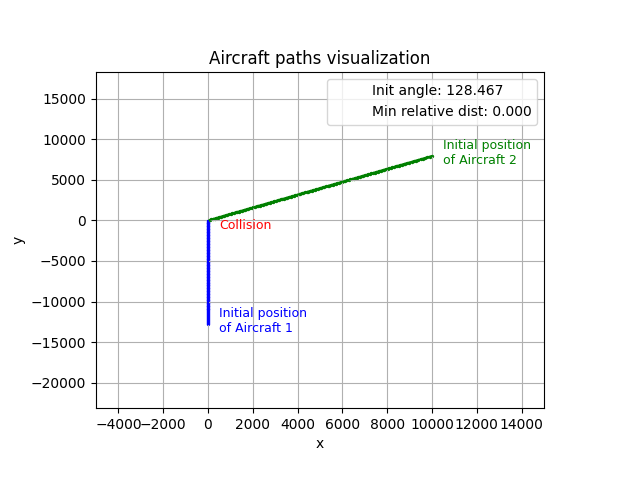 Aircraft paths visualization
Init angle: 128.467
Min relative dist: 0.000
15000
10000
5000
0
−5000
−10000
−15000
−20000
y
Initial position
of Aircraft 2
Collision
Initial position
of Aircraft 1
−4000 −2000 0 2000 4000 6000 8000 10000 12000 14000
x